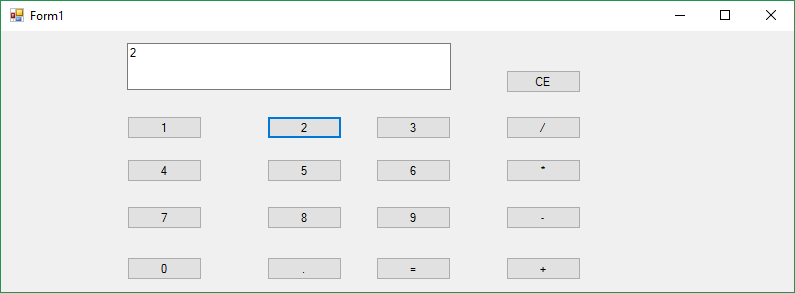 Form1
2
CE
1 2 3 /
4 5 6 *
7 8 9 -
0 . = +